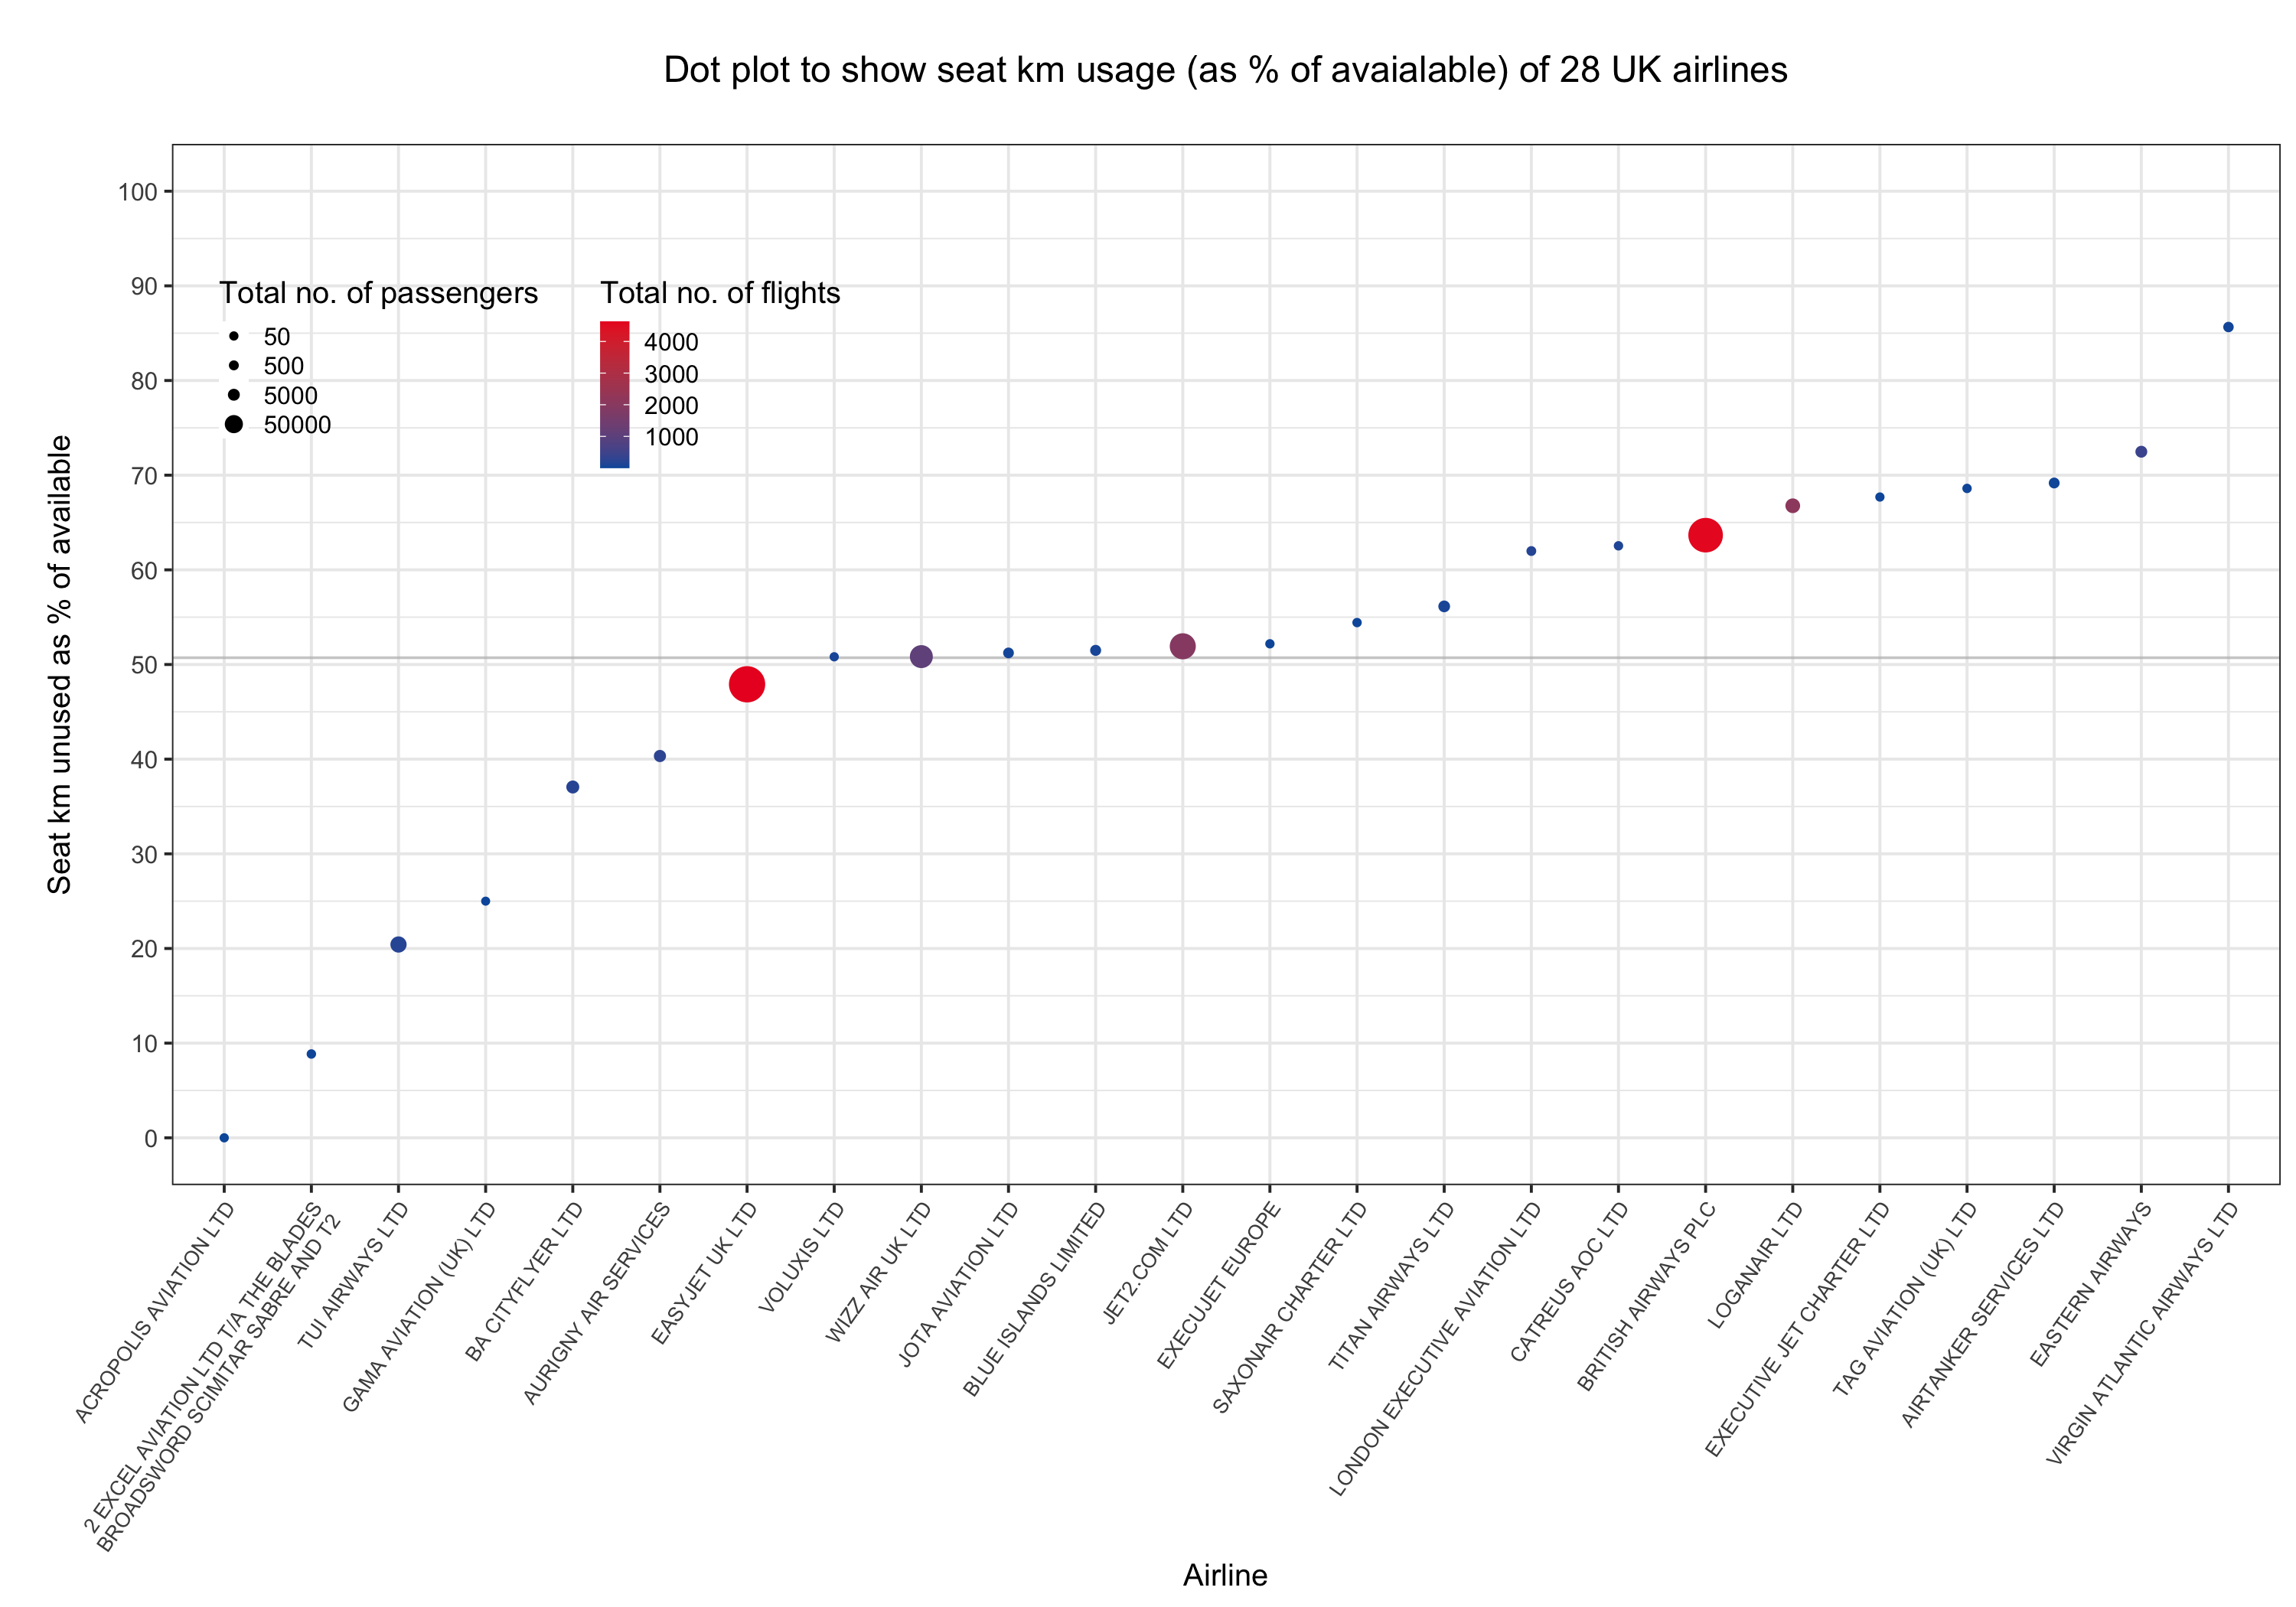 Dot plot to show seat km usage (as % of avaialable) of 28 UK airlines
Seat km unused as % of available
100
90
80
70
60
50
40
30
20
10
0
Total no. of passengers
50
500
5000
50000
Total no. of flights
4000
3000
2000
1000
ACROPOLIS AVIATION LTD
2 EXCEL AVIATION LTD T/A THE BLADES
BROADSWORD SCIMITAR SABRE AND T2
TUI AIRWAYS LTD
GAMA AVIATION (UK) LTD
BA CITYFLYER LTD
AURIGNY AIR SERVICES
EASYJET UK LTD
VOLUXIS LTD
WIZZ AIR UK LTD
JOTA AVIATION LTD
BLUE ISLANDS LIMITED
JET2.COM LTD
EXECUJET EUROPE
SAXONAIR CHARTER LTD
TITAN AIRWAYS LTD
LONDON EXECUTIVE AVIATION LTD
CATREUS AOC LTD
BRITISH AIRWAYS PLC
LOGANAIR LTD
EXECUTIVE JET CHARTER LTD
TAG AVIATION (UK) LTD
AIRTANKER SERVICES LTD
EASTERN AIRWAYS
VIRGIN ATLANTIC AIRWAYS LTD
Airline